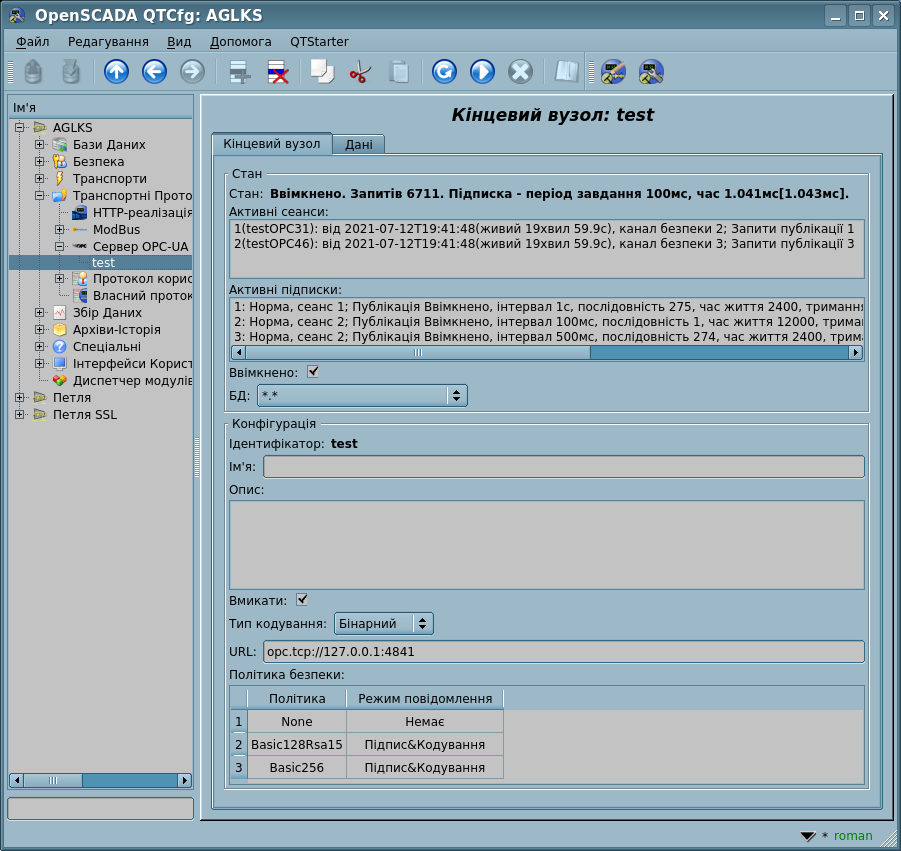 OpenSCADA QTCfg: AGLKS
Файл Редагування Вид Допомога QTStarter
Ім'я
AGLKS
Бази Даних
Безпека
Транспорти
Транспортні Прото
HTTP-реалізація
ModBus
Сервер OPC-UA
test
Протокол корис
Власний проток
Збір Даних
Архіви-Історія
Спеціальні
Інтерфейси Корист
Диспетчер модулів
Петля
Петля SSL
Кінцевий вузол: test
Кінцевий вузол Дані
Стан
Стан: Ввімкнено. Запитів 6711. Підписка - період завдання 100мс, час 1.041мс[1.043мс].
Активні сеанси:
1(testOPC31): від 2021-07-12T19:41:48(живий 19хвил 59.9с), канал безпеки 2; Запити публікації 1
2(testOPC46): від 2021-07-12T19:41:48(живий 19хвил 59.9с), канал безпеки 3; Запити публікації 3
Активні підписки:
1: Норма, сеанс 1; Публікація Ввімкнено, інтервал 1с, послідовність 275, час життя 2400, тримання
2: Норма, сеанс 2; Публікація Ввімкнено, інтервал 100мс, послідовність 1, час життя 12000, трима
3: Норма, сеанс 2; Публікація Ввімкнено, інтервал 500мс, послідовність 274, час життя 2400, трим
Ввімкнено:
БД: *.*
Конфігурація
Ідентифікатор: test
Ім'я:
Опис:
Вмикати:
Тип кодування: Бінарний
URL: opc.tcp://127.0.0.1:4841
Політика безпеки:
Політика Режим повідомлення
1 None Немає
2 Basic128Rsa15 Підпис&Кодування
3 Basic256 Підпис&Кодування
* roman